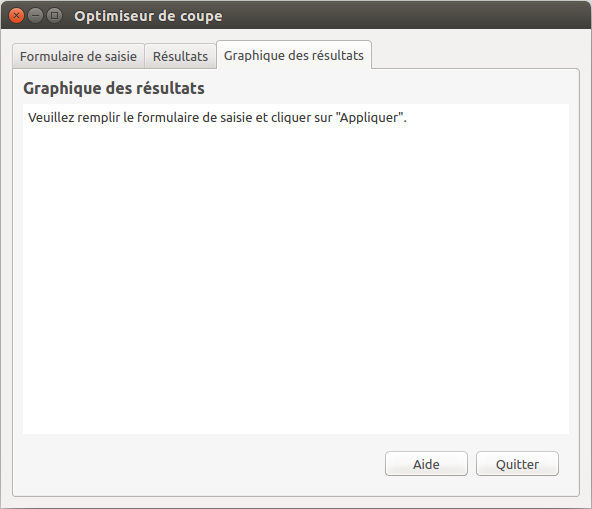 Optimiseur de coupe
Formulaire de saisie
Résultats
Graphique des résultats
Graphique des résultats
Veuillez remplir le formulaire de saisie et cliquer sur "Appliquer".
Aide
Quitter